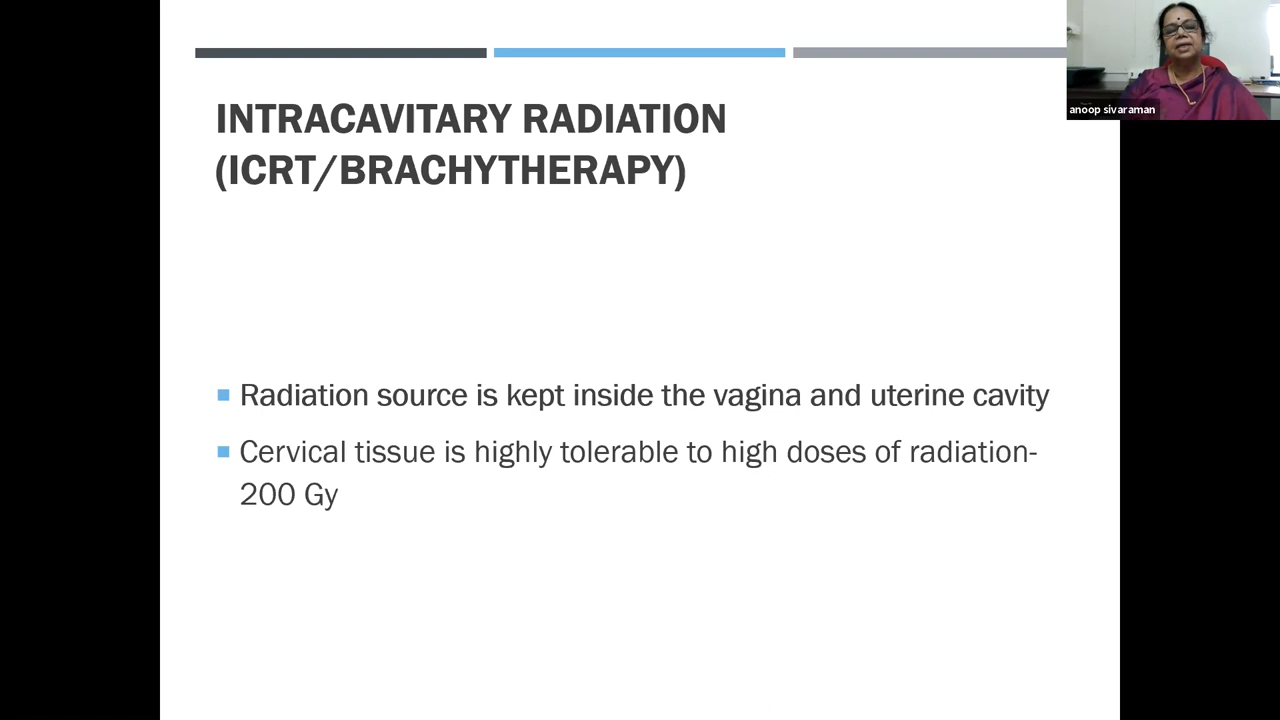 INTRACAVITARY RADIATION
(ICRT/BRACHYTHERAPY)
anoop sivaraman
Radiation source is kept inside the vagina and uterine cavity
Cervical tissue is highly tolerable to high doses of radiation-
200 Gy